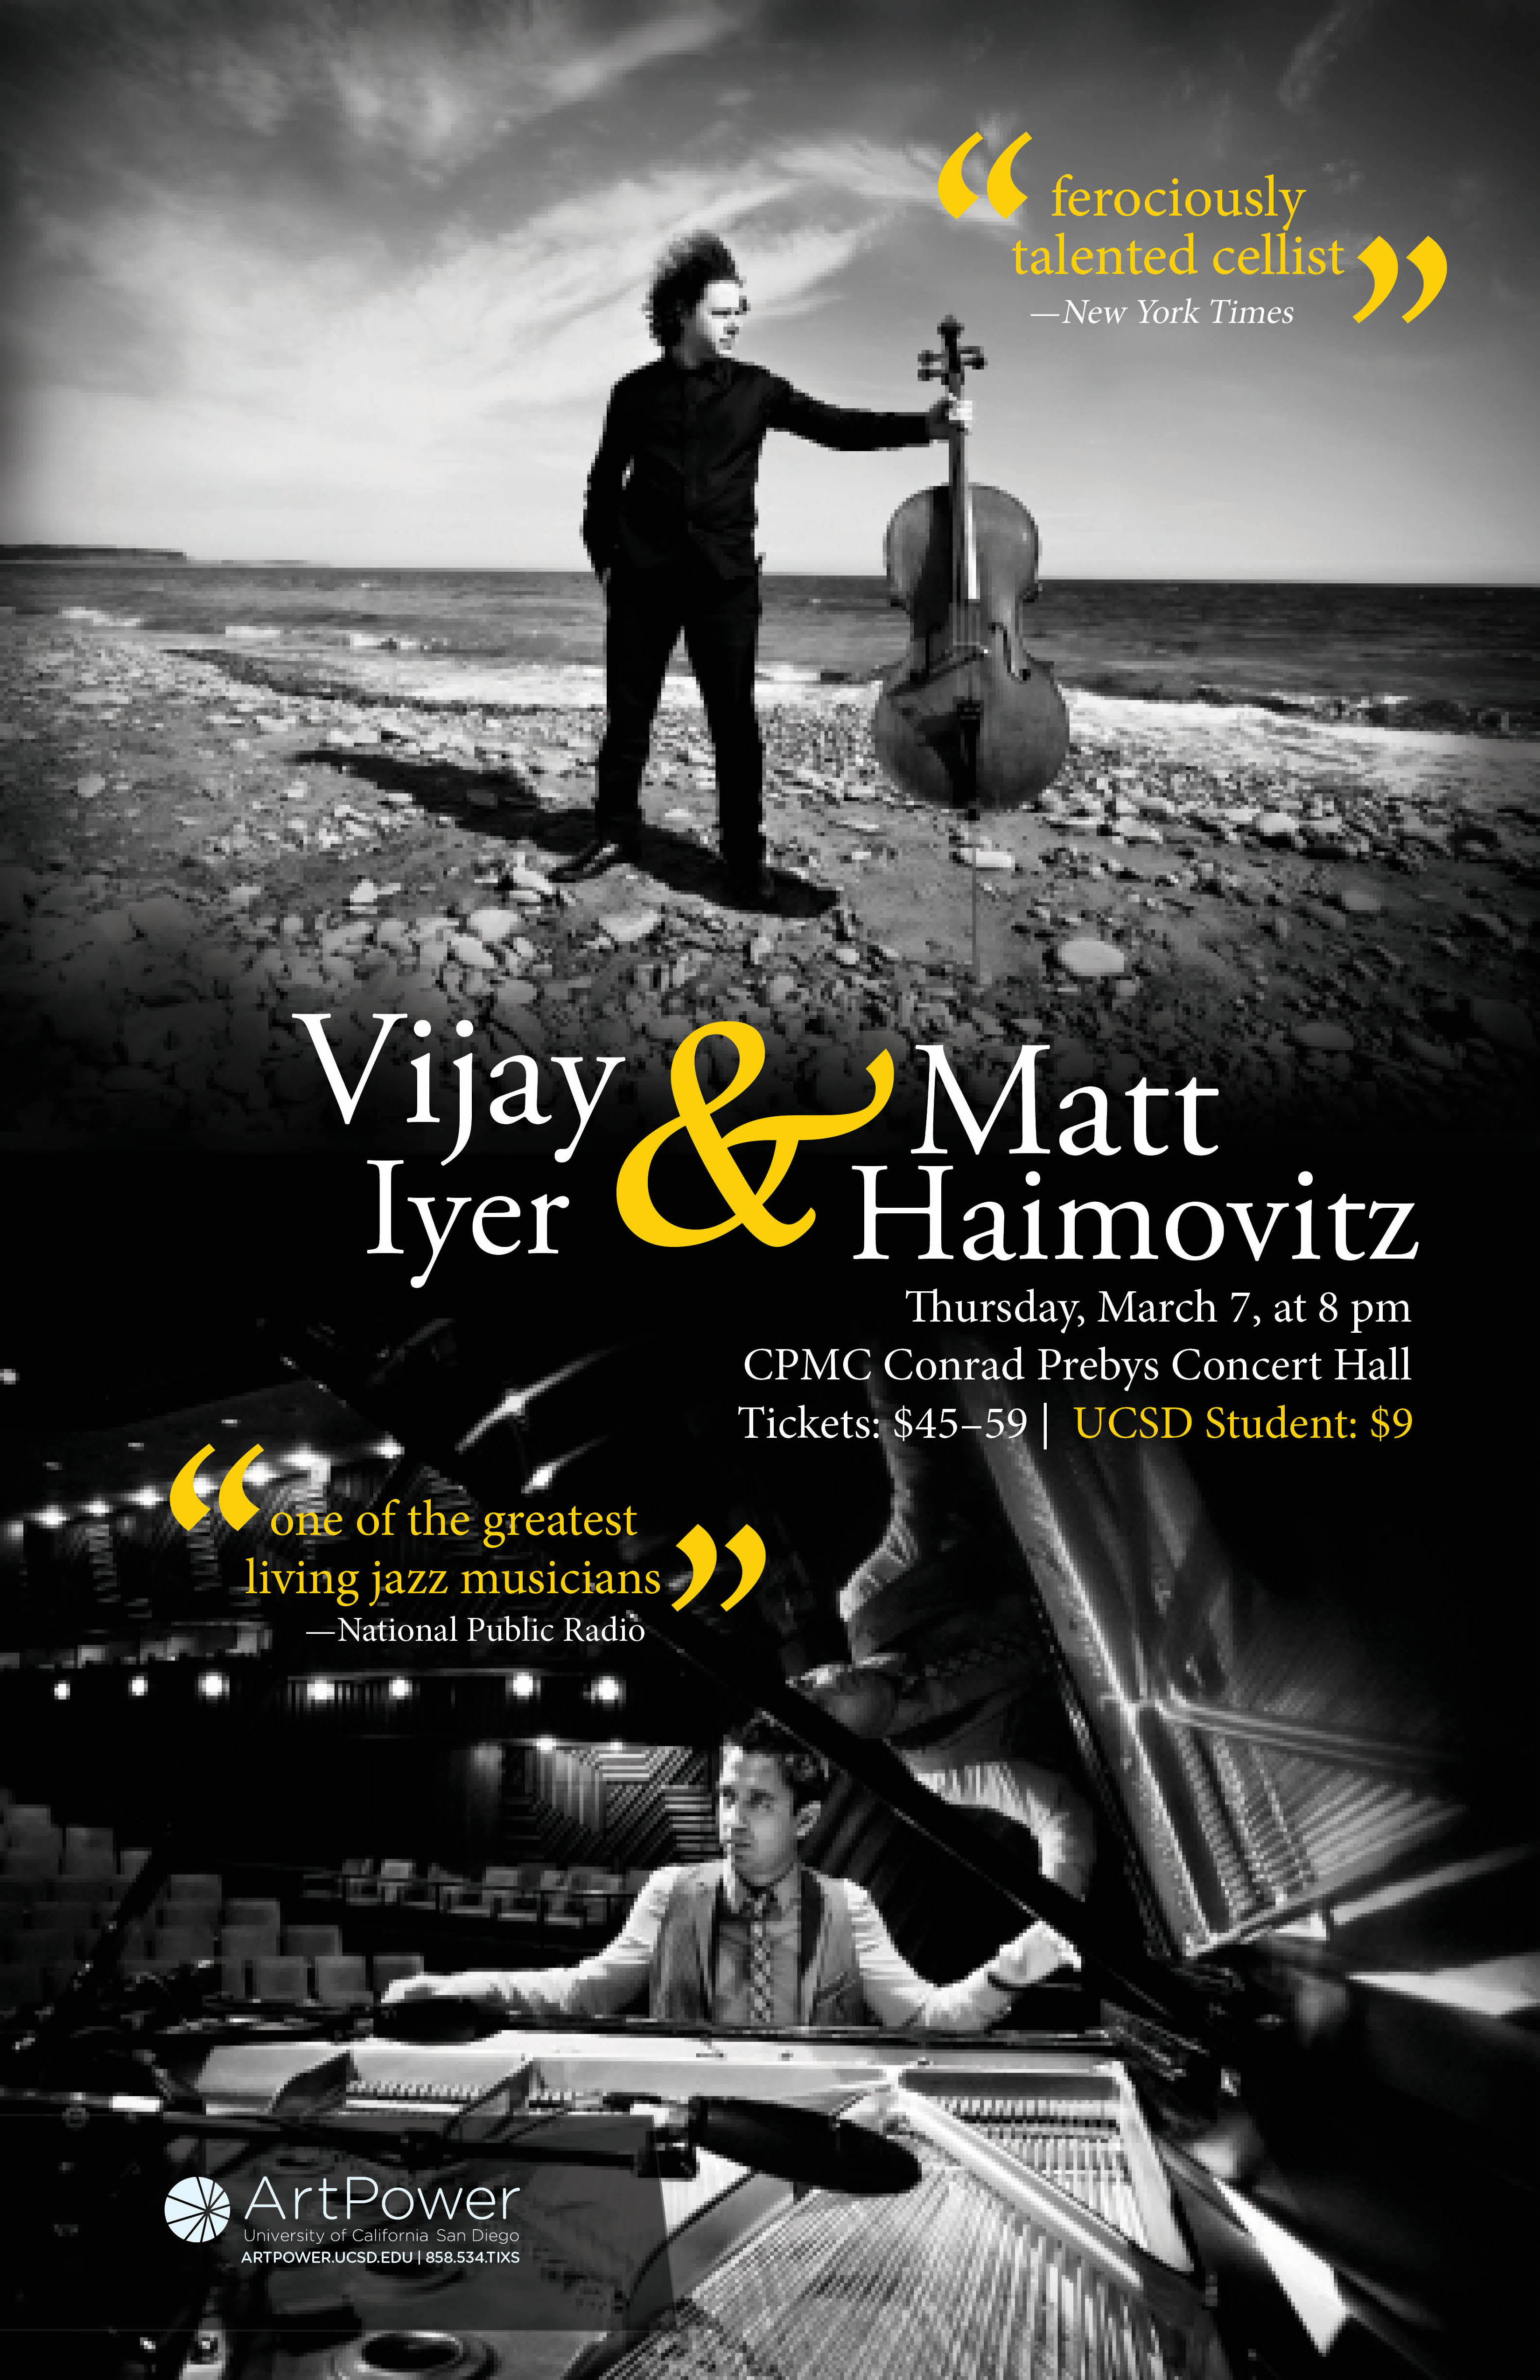 “ ferociously
talented cellist ”
—New York Times
Vijay
Iyer
&
Matt
Haimovitz
Thursday, March 7, at 8 pm
CPMC Conrad Prebys Concert Hall
Tickets: $45–59 | UCSD Student: $9
“ one of the greatest
living jazz musicians ”
—National Public Radio
ArtPower
University of California San Diego
ARTPOWER.UCSD.EDU | 858.534.TIXS